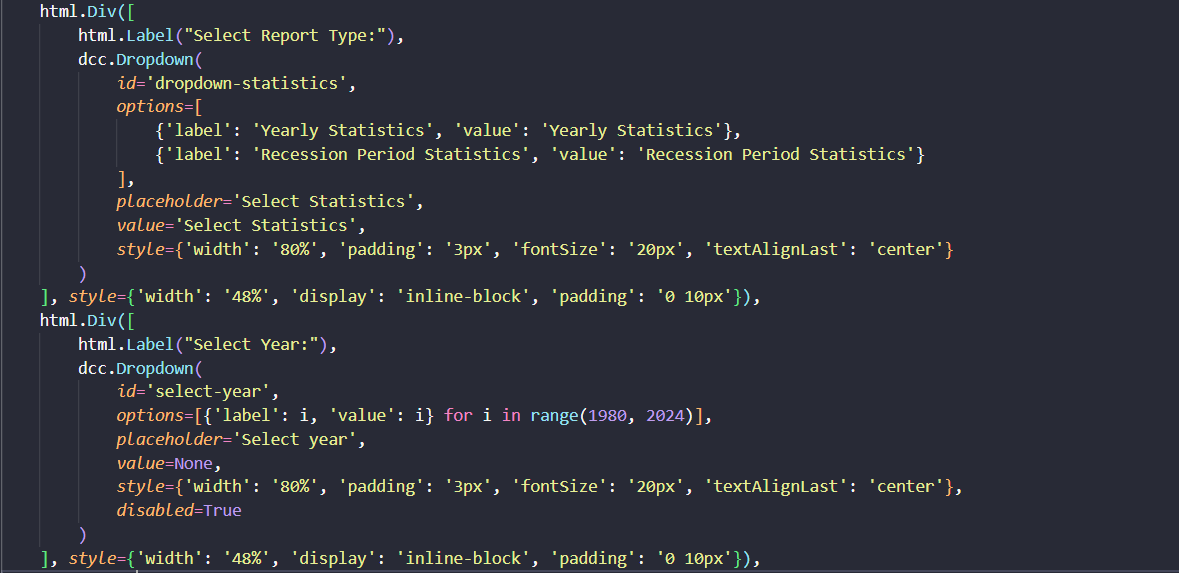 html.Div([
    html.Label("Select Report Type:"),
    dcc.Dropdown(
        id='dropdown-statistics',
        options=[
            {'label': 'Yearly Statistics', 'value': 'Yearly Statistics'},
            {'label': 'Recession Period Statistics', 'value': 'Recession Period Statistics'}
        ],
        placeholder='Select Statistics',
        value='Select Statistics',
        style={'width': '80%', 'padding': '3px', 'fontSize': '20px', 'textAlignLast': 'center'}
    )
], style={'width': '48%', 'display': 'inline-block', 'padding': '0 10px'}),
html.Div([
    html.Label("Select Year:"),
    dcc.Dropdown(
        id='select-year',
        options=[{'label': i, 'value': i} for i in range(1980, 2024)],
        placeholder='Select year',
        value=None,
        style={'width': '80%', 'padding': '3px', 'fontSize': '20px', 'textAlignLast': 'center'},
        disabled=True
    )
], style={'width': '48%', 'display': 'inline-block', 'padding': '0 10px'}),